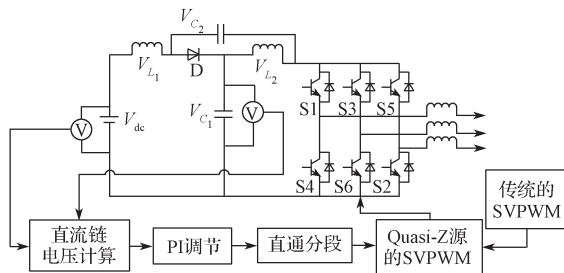 V_{C_2}
V_{L_1}
D
V_{L_2}
V
V_{dc}
V_{C_1}
V
S1
S3
S5
S4
S6
S2
传统的
SVPWM
直流链
电压计算
PI调节
直通分段
Quasi-Z源
的SVPWM